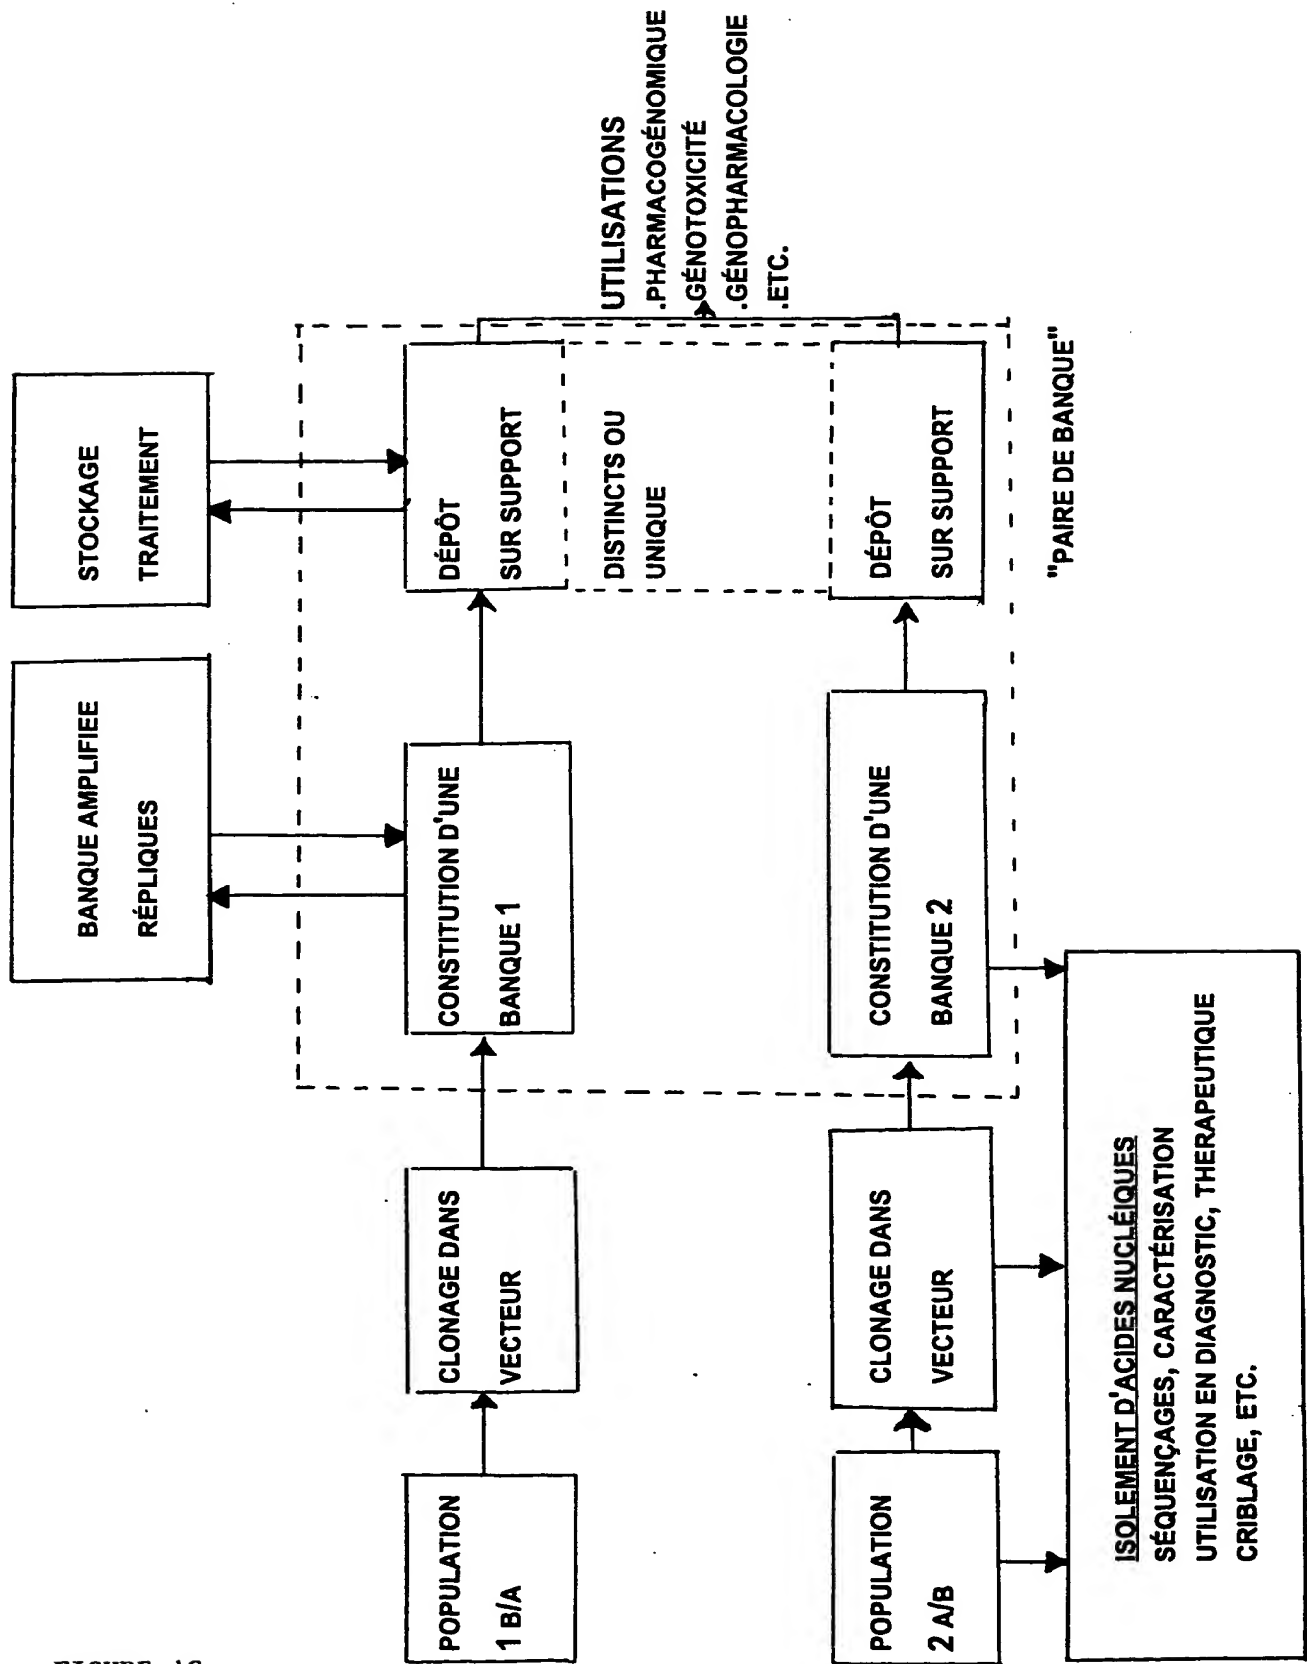 STOCKAGE
TRAITEMENT
BANQUE AMPLIFIEE
RÉPLIQUES
POPULATION
1 B/A
CLONAGE DANS
VECTEUR
CONSTITUTION D'UNE
BANQUE 1
DÉPÔT
SUR SUPPORT
DISTINCTS OU
UNIQUE
UTILISATIONS
.PHARMACOGÉNOMIQUE
.GÉNOTOXICITÉ
.GÉNOPHARMACOLOGIE
.ETC.
POPULATION
2 A/B
CLONAGE DANS
VECTEUR
CONSTITUTION D'UNE
BANQUE 2
DÉPÔT
SUR SUPPORT
"PAIRE DE BANQUE"
ISOLEMENT D'ACIDES NUCLÉIQUES
SÉQUENÇAGES, CARACTÉRISATION
UTILISATION EN DIAGNOSTIC, THERAPEUTIQUE
CRIBLAGE, ETC.